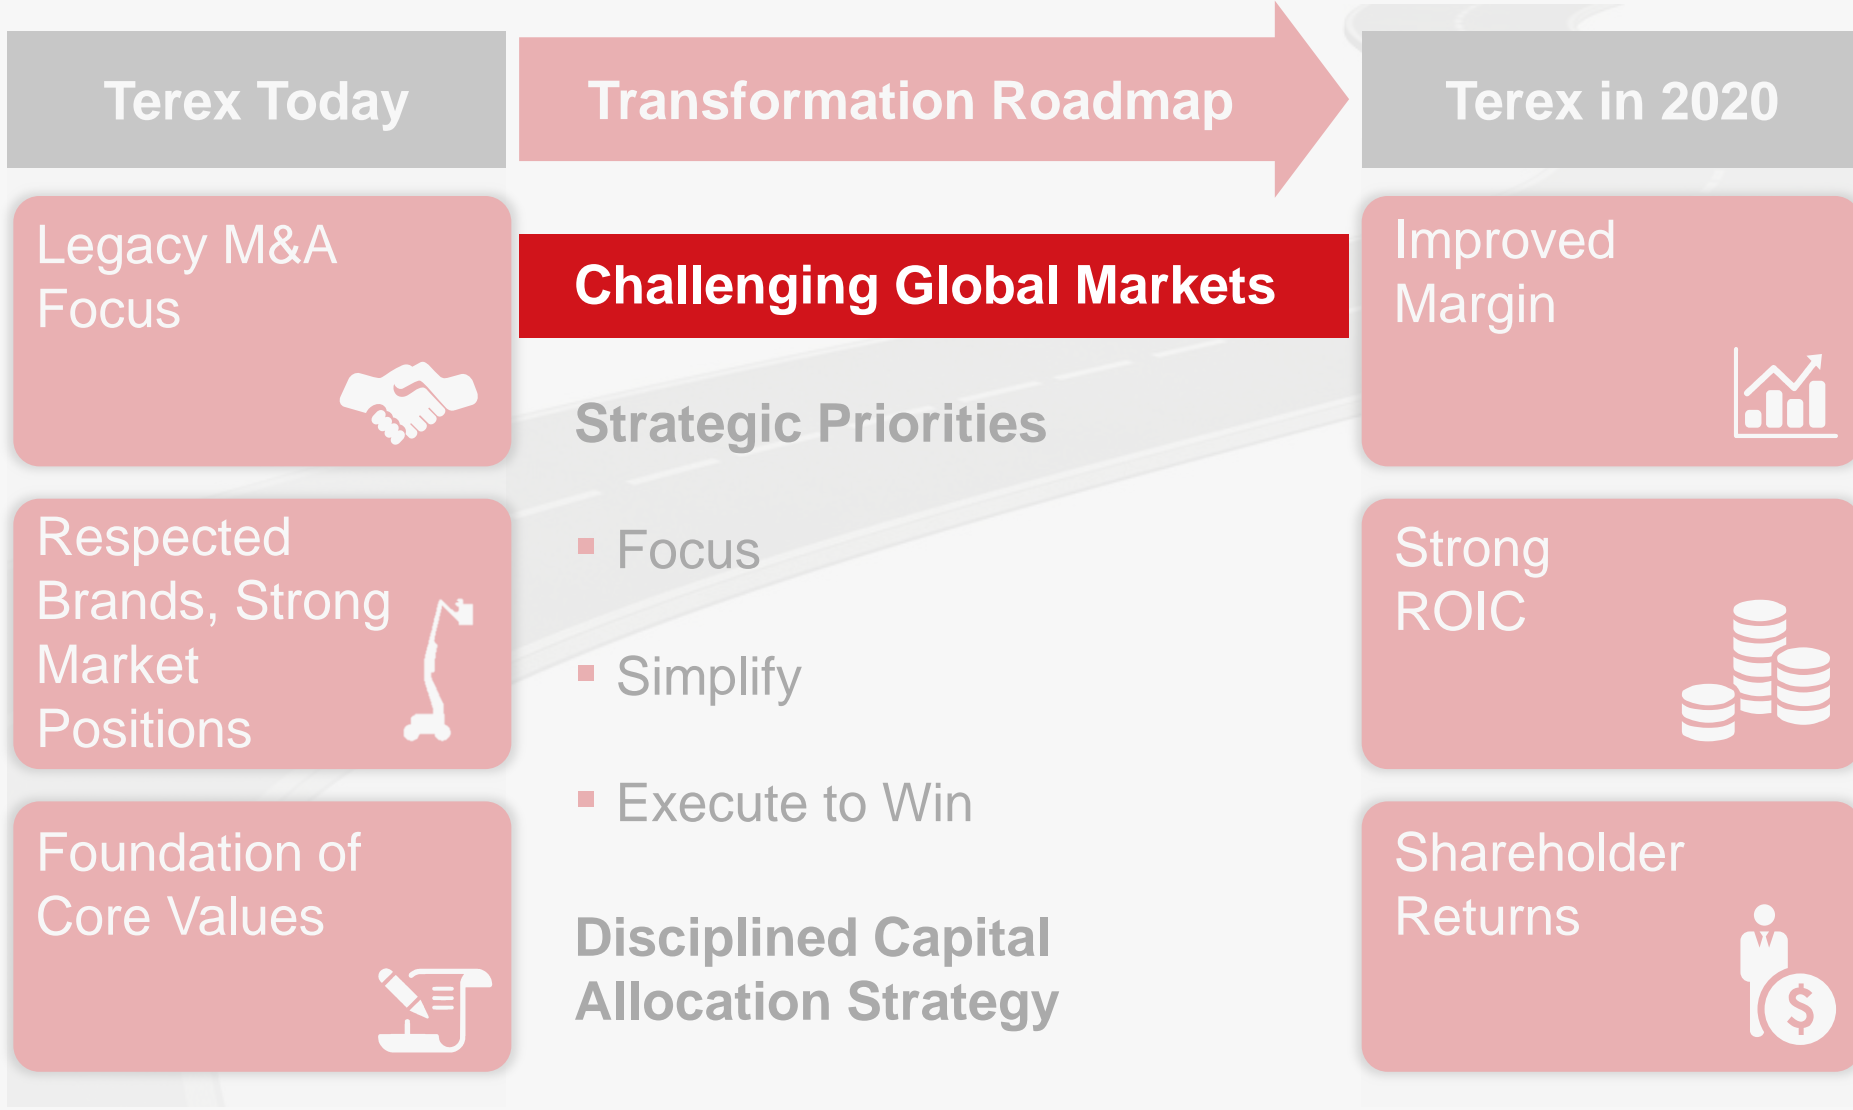 Terex Today
Transformation Roadmap
Terex in 2020
Legacy M&A
Focus
Respected
Brands, Strong
Market
Positions
Foundation of
Core Values
Challenging Global Markets
Strategic Priorities
▪ Focus
▪ Simplify
▪ Execute to Win
Disciplined Capital
Allocation Strategy
Improved
Margin
Strong
ROIC
Shareholder
Returns
$